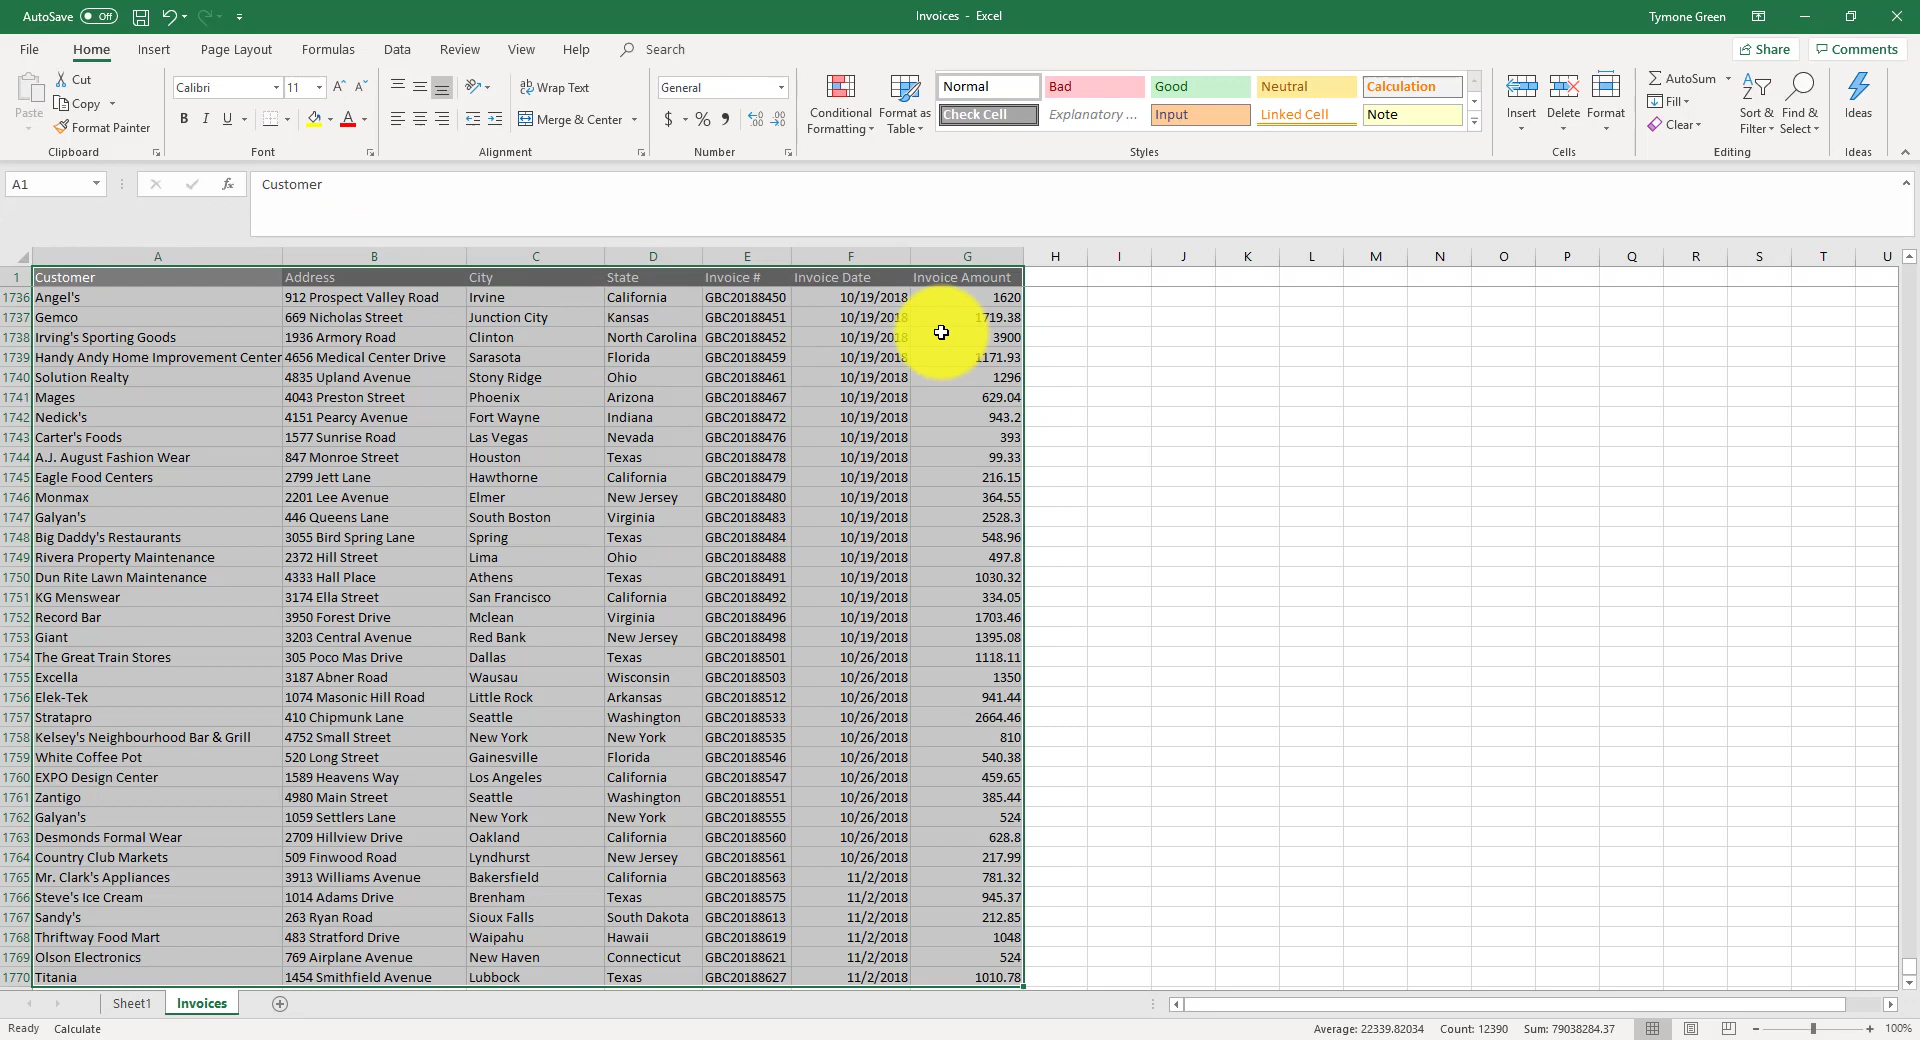 AutoSave Off Invoices - Excel Tymone Green
File Home Insert Page Layout Formulas Data Review View Help Search Share Comments
Paste Cut Copy Format Painter Clipboard
Calibri 11 A A B I U A Font
Wrap Text Merge & Center Alignment
General $ % , Number
Conditional Formatting Format as Table
Normal Bad Good Neutral Calculation
Check Cell Explanatory ... Input Linked Cell Note
Styles
Insert Delete Format Cells
AutoSum Fill Clear Sort & Filter Find & Select Editing
Ideas Ideas
A1 fx Customer
A B C D E F G H I J K L M N O P Q R S T U
1 Customer Address City State Invoice # Invoice Date Invoice Amount
1736 Angel's 912 Prospect Valley Road Irvine California GBC20188450 10/19/2018 1620
1737 Gemco 669 Nicholas Street Junction City Kansas GBC20188451 10/19/2018 1719.38
1738 Irving's Sporting Goods 1936 Armory Road Clinton North Carolina GBC20188452 10/19/2018 3900
1739 Handy Andy Home Improvement Center 4656 Medical Center Drive Sarasota Florida GBC20188459 10/19/2018 1171.93
1740 Solution Realty 4835 Upland Avenue Stony Ridge Ohio GBC20188461 10/19/2018 1296
1741 Mages 4043 Preston Street Phoenix Arizona GBC20188467 10/19/2018 629.04
1742 Nedick's 4151 Pearcy Avenue Fort Wayne Indiana GBC20188472 10/19/2018 943.2
1743 Carter's Foods 1577 Sunrise Road Las Vegas Nevada GBC20188476 10/19/2018 393
1744 A.J. August Fashion Wear 847 Monroe Street Houston Texas GBC20188478 10/19/2018 99.33
1745 Eagle Food Centers 2799 Jett Lane Hawthorne California GBC20188479 10/19/2018 216.15
1746 Monmax 2201 Lee Avenue Elmer New Jersey GBC20188480 10/19/2018 364.55
1747 Galyan's 446 Queens Lane South Boston Virginia GBC20188483 10/19/2018 2528.3
1748 Big Daddy's Restaurants 3055 Bird Spring Lane Spring Texas GBC20188484 10/19/2018 548.96
1749 Rivera Property Maintenance 2372 Hill Street Lima Ohio GBC20188488 10/19/2018 497.8
1750 Dun Rite Lawn Maintenance 4333 Hall Place Athens Texas GBC20188491 10/19/2018 1030.32
1751 KG Menswear 3174 Ella Street San Francisco California GBC20188492 10/19/2018 334.05
1752 Record Bar 3950 Forest Drive Mclean Virginia GBC20188496 10/19/2018 1703.46
1753 Giant 3203 Central Avenue Red Bank New Jersey GBC20188498 10/19/2018 1395.08
1754 The Great Train Stores 305 Poco Mas Drive Dallas Texas GBC20188501 10/26/2018 1118.11
1755 Excella 3187 Abner Road Wausau Wisconsin GBC20188503 10/26/2018 1350
1756 Elek-Tek 1074 Masonic Hill Road Little Rock Arkansas GBC20188512 10/26/2018 941.44
1757 Stratapro 410 Chipmunk Lane Seattle Washington GBC20188533 10/26/2018 2664.46
1758 Kelsey's Neighbourhood Bar & Grill 4752 Small Street New York New York GBC20188535 10/26/2018 810
1759 White Coffee Pot 520 Long Street Gainesville Florida GBC20188546 10/26/2018 540.38
1760 EXPO Design Center 1589 Heavens Way Los Angeles California GBC20188547 10/26/2018 459.65
1761 Zantigo 4980 Main Street Seattle Washington GBC20188551 10/26/2018 385.44
1762 Galyan's 1059 Settlers Lane New York New York GBC20188555 10/26/2018 524
1763 Desmonds Formal Wear 2709 Hillview Drive Oakland California GBC20188560 10/26/2018 628.8
1764 Country Club Markets 509 Finwood Road Lyndhurst New Jersey GBC20188561 10/26/2018 217.99
1765 Mr. Clark's Appliances 3913 Williams Avenue Bakersfield California GBC20188563 11/2/2018 781.32
1766 Steve's Ice Cream 1014 Adams Drive Brenham Texas GBC20188575 11/2/2018 945.37
1767 Sandy's 263 Ryan Road Sioux Falls South Dakota GBC20188613 11/2/2018 212.85
1768 Thriftway Food Mart 483 Stratford Drive Waipahu Hawaii GBC20188619 11/2/2018 1048
1769 Olson Electronics 769 Airplane Avenue New Haven Connecticut GBC20188621 11/2/2018 524
1770 Titania 1454 Smithfield Avenue Lubbock Texas GBC20188627 11/2/2018 1010.78
Sheet1 Invoices
Ready Calculate Average: 22339.82034 Count: 12390 Sum: 79038284.37 100%